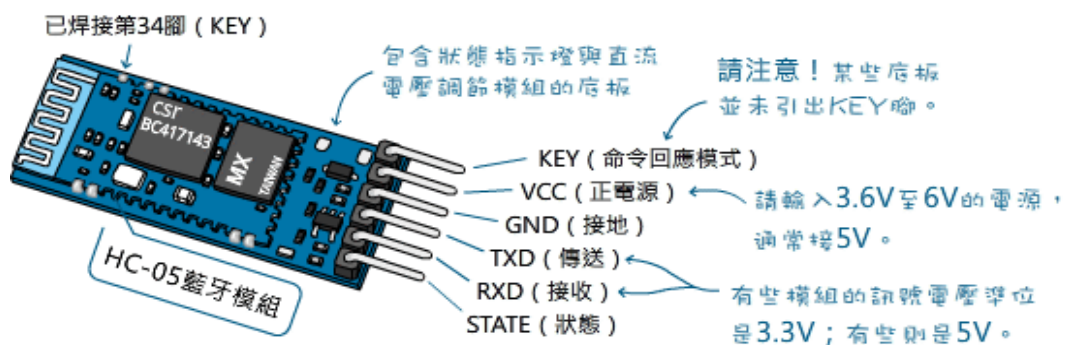 已焊接第34腳（KEY）
包含狀態指示燈與直流
電壓調節模組的底板
請注意！某些底板
並未引出KEY腳。
CSr
BC417143
MX
TAIWAN
KEY（命令回應模式）
VCC（正電源）
請輸入3.6V至6V的電源，
通常接5V。
GND（接地）
TXD（傳送）
RXD（接收）
有些模組的訊號電壓準位
是3.3V；有些則是5V。
STATE（狀態）
HC-05藍牙模組